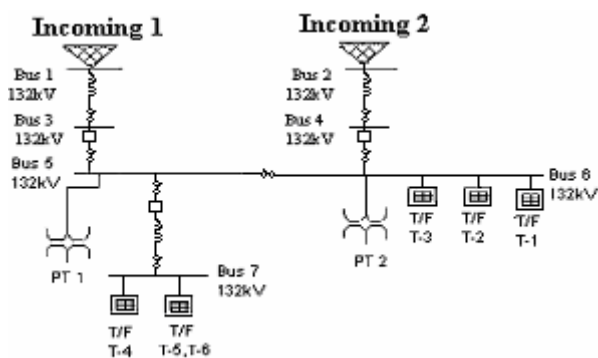 Incoming 1
Incoming 2
Bus 1
132kV
Bus 2
132kV
Bus 3
132kV
Bus 4
132kV
Bus 5
132kV
Bus 6
132kV
PT 1
PT 2
T/F
T-3
T/F
T-2
T/F
T-1
Bus 7
132kV
T/F
T-4
T/F
T-5,T-6